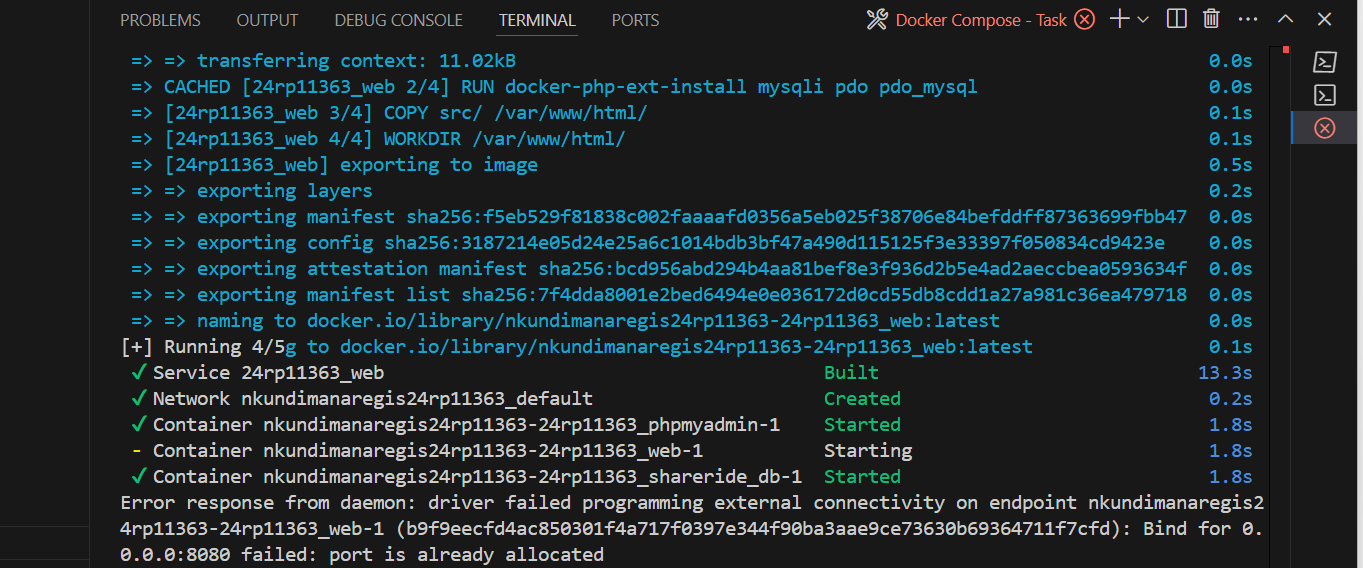 PROBLEMS OUTPUT DEBUG CONSOLE TERMINAL PORTS Docker Compose - Task
=> => transferring context: 11.02kB 0.0s
=> CACHED [24rp11363_web 2/4] RUN docker-php-ext-install mysqli pdo pdo_mysql 0.0s
=> [24rp11363_web 3/4] COPY src/ /var/www/html/ 0.1s
=> [24rp11363_web 4/4] WORKDIR /var/www/html/ 0.1s
=> [24rp11363_web] exporting to image 0.5s
=> => exporting layers 0.2s
=> => exporting manifest sha256:f5eb529f81838c002faaaafd0356a5eb025f38706e84befddff87363699fbb47 0.0s
=> => exporting config sha256:3187214e05d24e25a6c1014bdb3bf47a490d115125f3e33397f050834cd9423e 0.0s
=> => exporting attestation manifest sha256:bcd956abd294b4aa81bef8e3f936d2b5e4ad2aeccbea0593634f 0.0s
=> => exporting manifest list sha256:7f4dda8001e2bed6494e0e036172d0cd55db8cdd1a27a981c36ea479718 0.0s
=> => naming to docker.io/library/nkundimanaregis24rp11363-24rp11363_web:latest 0.0s
[+] Running 4/5g to docker.io/library/nkundimanaregis24rp11363-24rp11363_web:latest 0.1s
✓ Service 24rp11363_web Built 13.3s
✓ Network nkundimanaregis24rp11363_default Created 0.2s
✓ Container nkundimanaregis24rp11363-24rp11363_phpmyadmin-1 Started 1.8s
- Container nkundimanaregis24rp11363-24rp11363_web-1 Starting 1.8s
✓ Container nkundimanaregis24rp11363-24rp11363_shareride_db-1 Started 1.8s
Error response from daemon: driver failed programming external connectivity on endpoint nkundimanaregis2
4rp11363-24rp11363_web-1 (b9f9eecfd4ac850301f4a717f0397e344f90ba3aae9ce73630b69364711f7cfd): Bind for 0.
0.0.0:8080 failed: port is already allocated